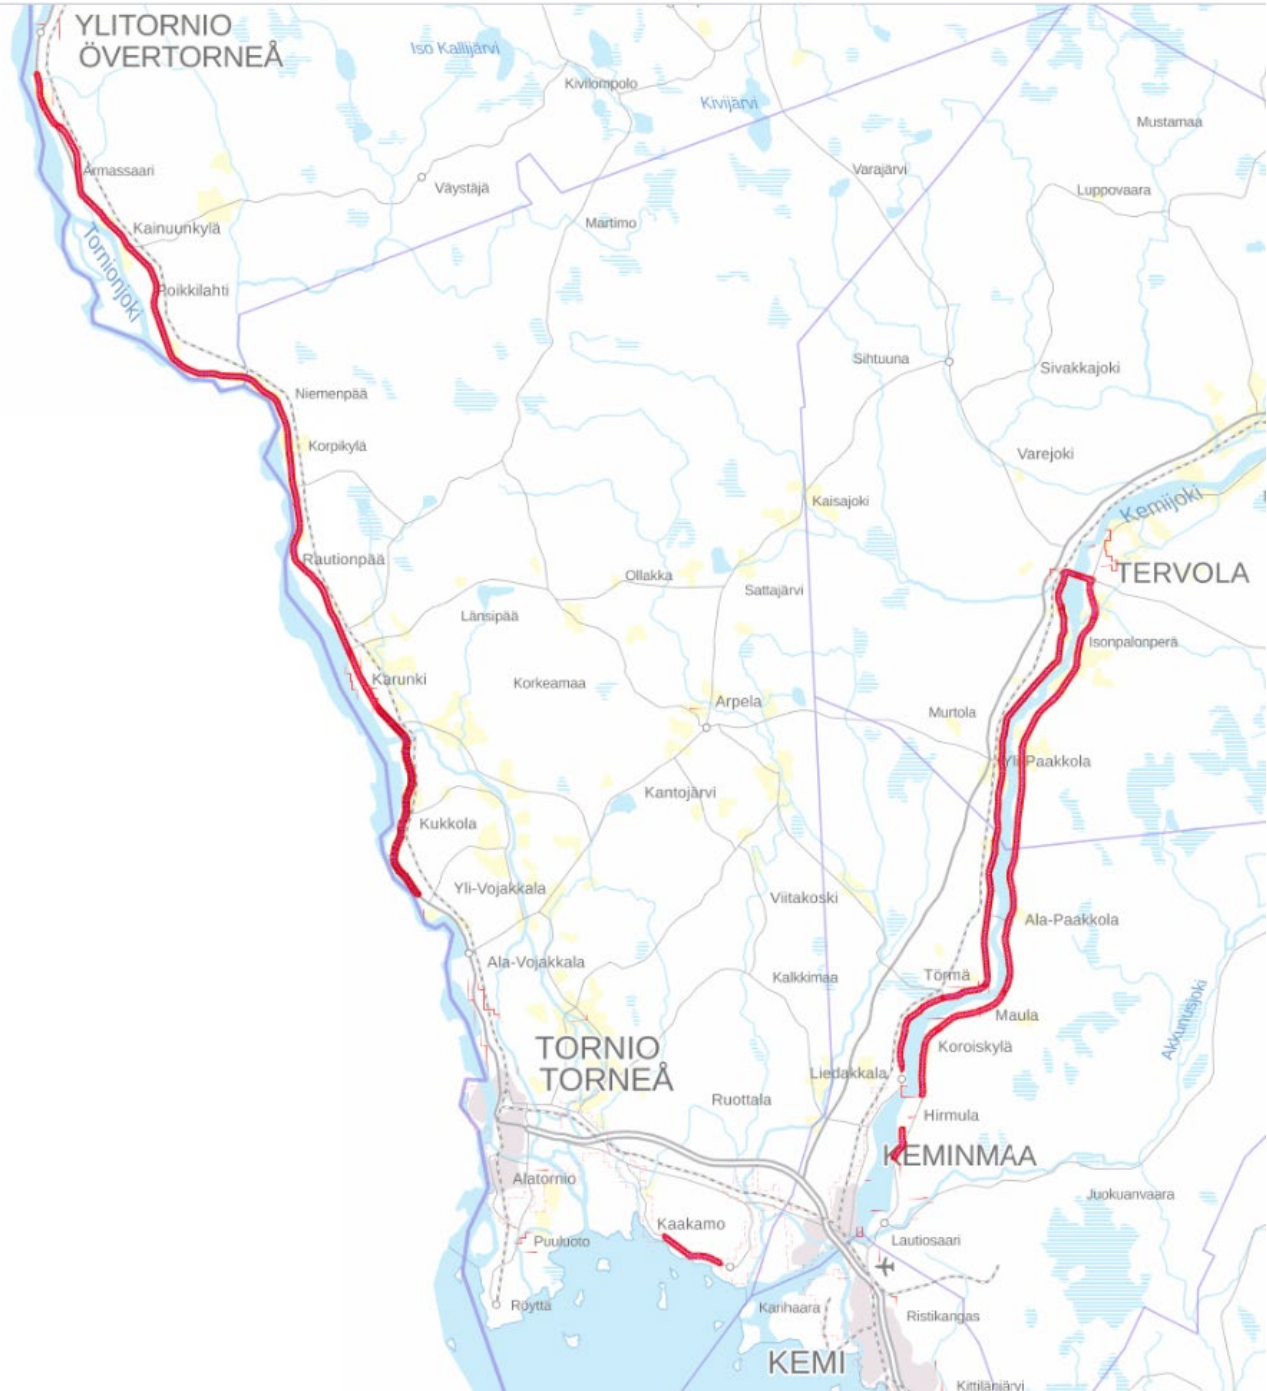 YLITORNIO
ÖVERTORNEÅ
Iso Kallijärvi
Kivilompolo
Kivijärvi
Mustamaa
Armassaari
Väystäjä
Varajärvi
Luppovaara
Kainuunkylä
Martimo
Tornionjoki
Poikkilahti
Sihtuuna
Sivakkajoki
Niemenpää
Korpikylä
Varejoki
Kaisajoki
Kemijoki
Rautionpää
Ollakka
Sattajärvi
TERVOLA
Länsipää
Isonpalonperä
Karunki
Korkeamaa
Arpela
Murtola
Yli-Paakkola
Kantojärvi
Kukkola
Yli-Vojakkala
Viitakoski
Ala-Paakkola
Ala-Vojakkala
Kalkkimaa
Törmä
Maula
Akkunusjoki
TORNIO
TORNEÅ
Koroiskylä
Liedakkala
Ruottala
Hirmula
KEMINMAA
Alatornio
Juokuanvaara
Kaakamo
Puuluoto
Lautiosaari
Röyttä
Karihaara
Ristikangas
KEMI
Kittilänjärvi